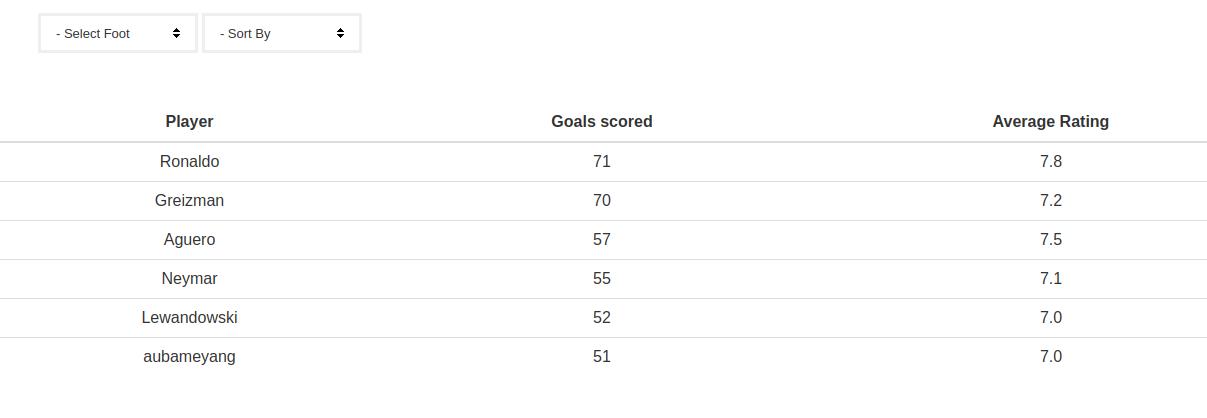 - Select Foot - Sort By
Player Goals scored Average Rating
Ronaldo 71 7.8
Greizman 70 7.2
Aguero 57 7.5
Neymar 55 7.1
Lewandowski 52 7.0
aubameyang 51 7.0